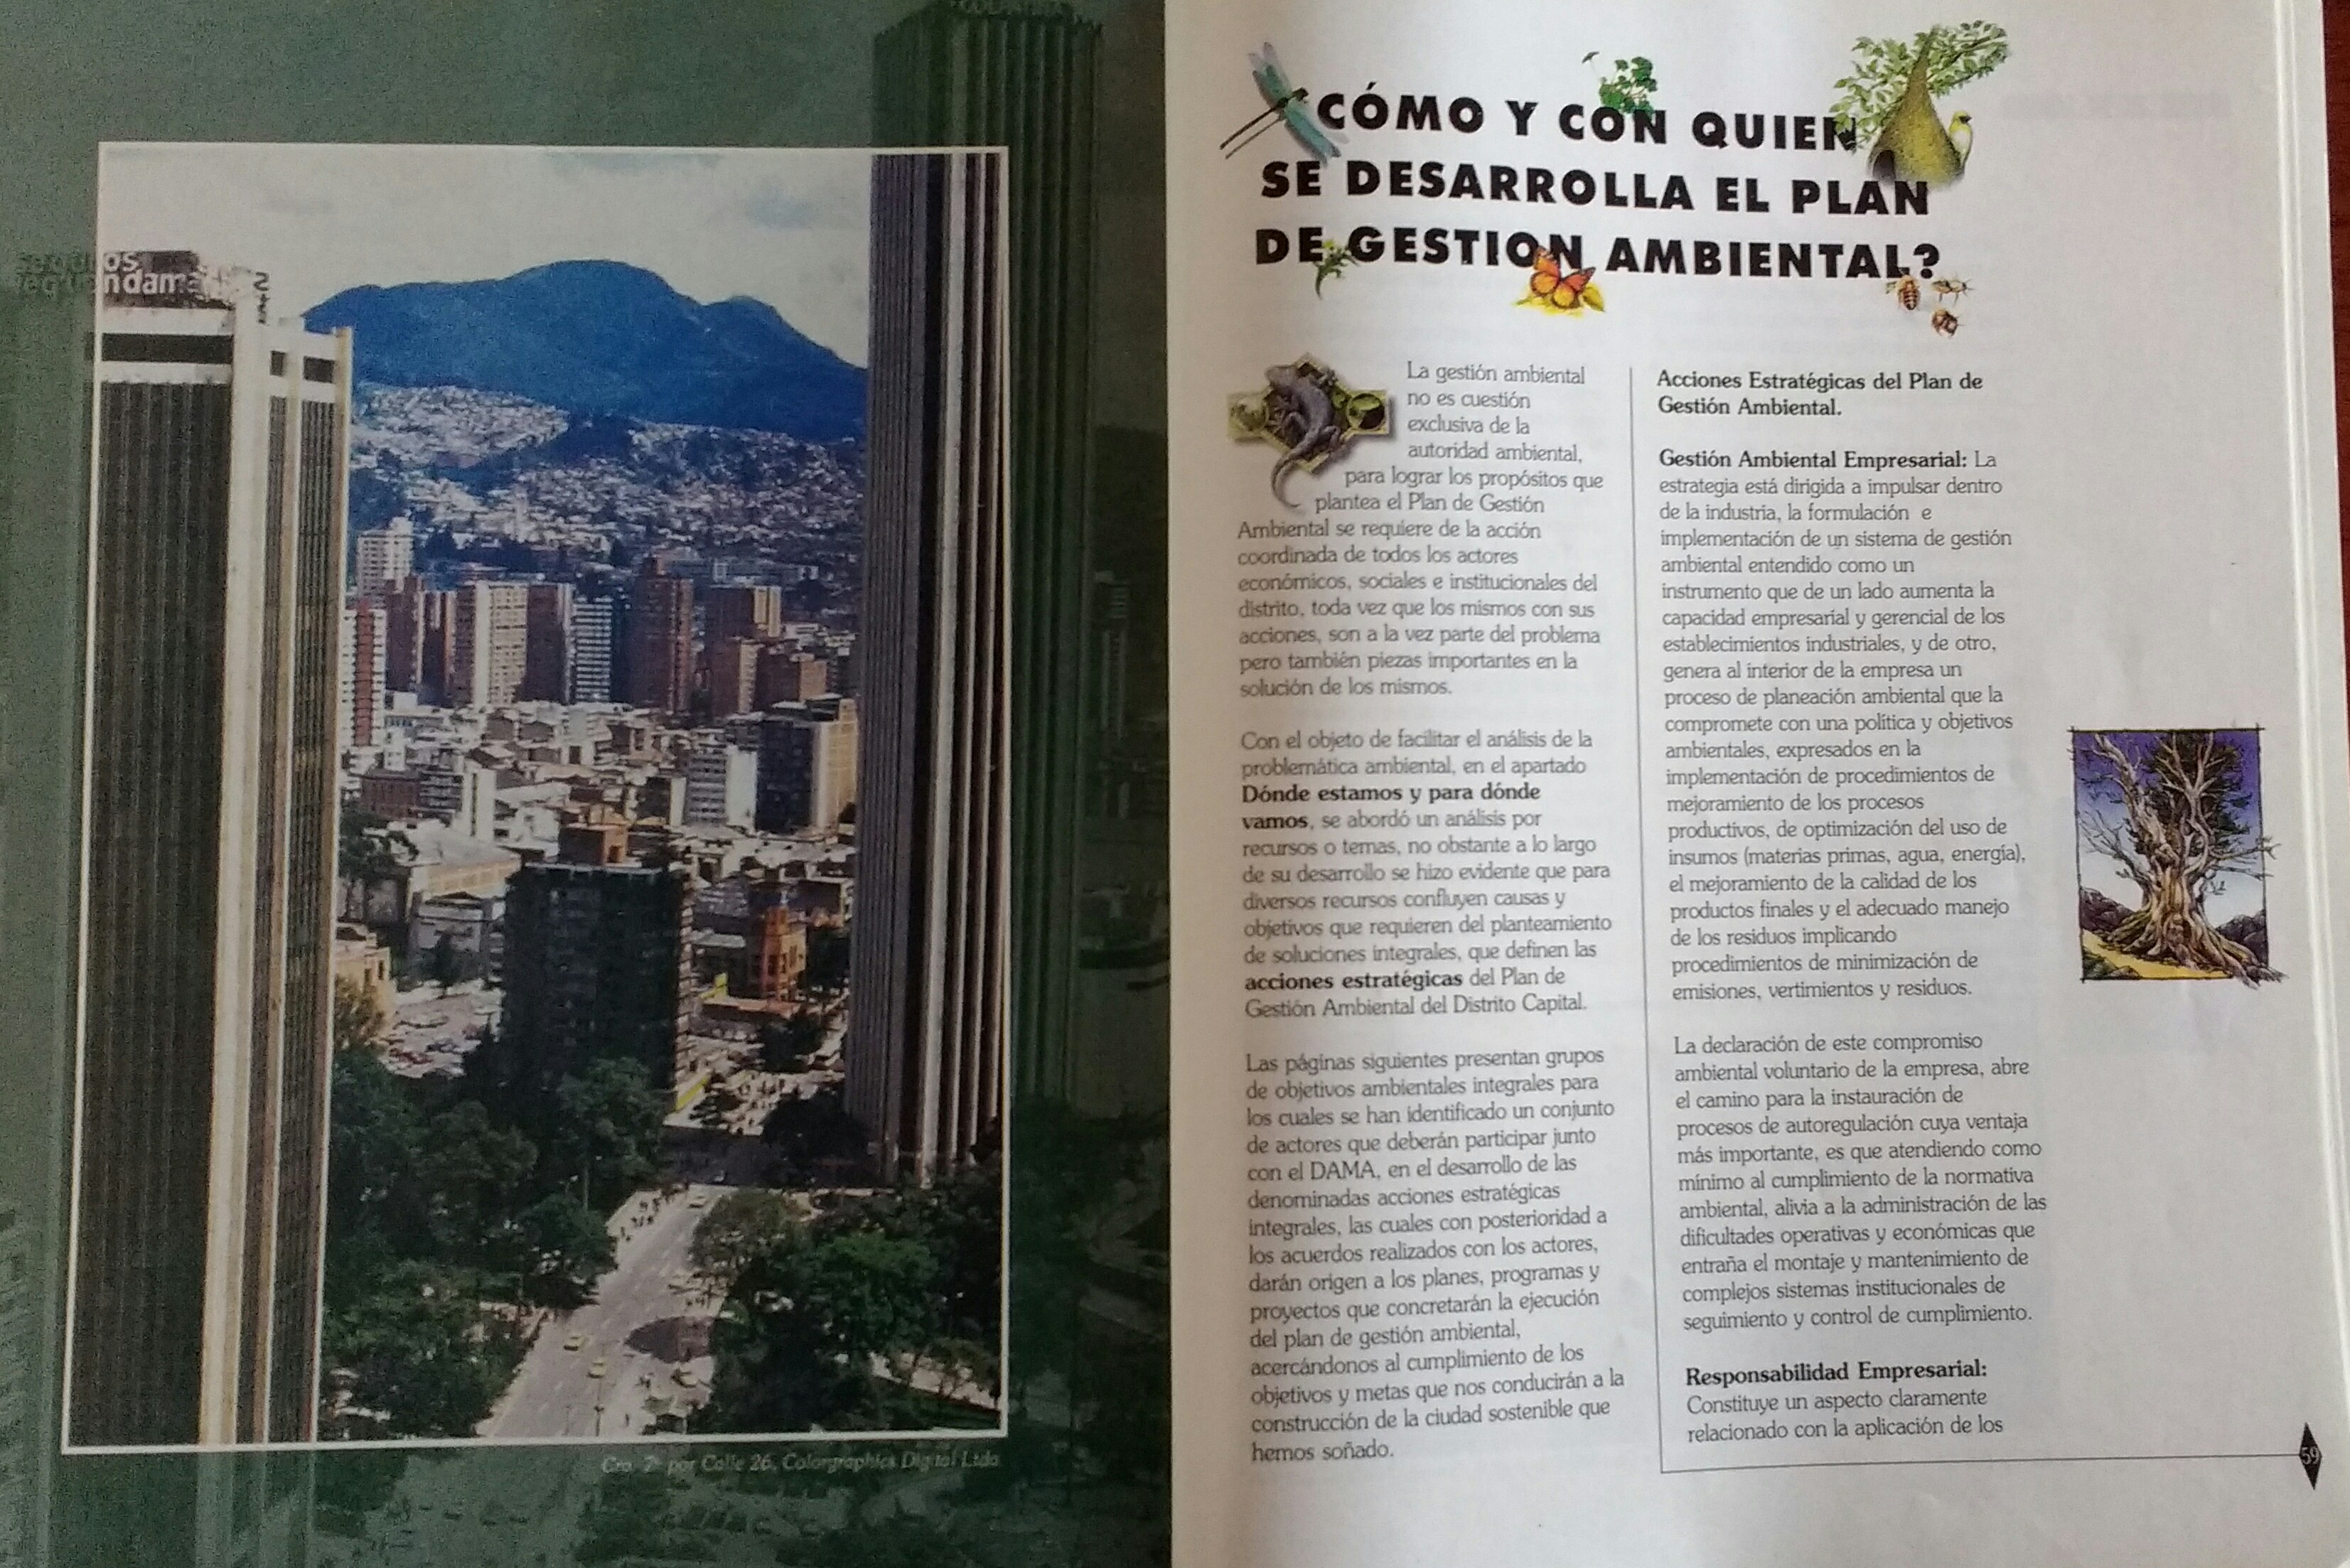 seguros
tequendama
Cra. 7ª por Calle 26, Colorgraphics Digital Ltda.
¿CÓMO Y CON QUIEN
SE DESARROLLA EL PLAN
DE GESTION AMBIENTAL?
La gestión ambiental
no es cuestión
exclusiva de la
autoridad ambiental,
para lograr los propósitos que
plantea el Plan de Gestión
Ambiental se requiere de la acción
coordinada de todos los actores
económicos, sociales e institucionales del
distrito, toda vez que los mismos con sus
acciones, son a la vez parte del problema
pero también piezas importantes en la
solución de los mismos.
Con el objeto de facilitar el análisis de la
problemática ambiental, en el apartado
Dónde estamos y para dónde
vamos, se abordó un análisis por
recursos o temas, no obstante a lo largo
de su desarrollo se hizo evidente que para
diversos recursos confluyen causas y
objetivos que requieren del planteamiento
de soluciones integrales, que definen las
acciones estratégicas del Plan de
Gestión Ambiental del Distrito Capital.
Las páginas siguientes presentan grupos
de objetivos ambientales integrales para
los cuales se han identificado un conjunto
de actores que deberán participar junto
con el DAMA, en el desarrollo de las
denominadas acciones estratégicas
integrales, las cuales con posterioridad a
los acuerdos realizados con los actores,
darán origen a los planes, programas y
proyectos que concretarán la ejecución
del plan de gestión ambiental,
acercándonos al cumplimiento de los
objetivos y metas que nos conducirán a la
construcción de la ciudad sostenible que
hemos soñado.
Acciones Estratégicas del Plan de
Gestión Ambiental.
Gestión Ambiental Empresarial: La
estrategia está dirigida a impulsar dentro
de la industria, la formulación e
implementación de un sistema de gestión
ambiental entendido como un
instrumento que de un lado aumenta la
capacidad empresarial y gerencial de los
establecimientos industriales, y de otro,
genera al interior de la empresa un
proceso de planeación ambiental que la
compromete con una política y objetivos
ambientales, expresados en la
implementación de procedimientos de
mejoramiento de los procesos
productivos, de optimización del uso de
insumos (materias primas, agua, energía),
el mejoramiento de la calidad de los
productos finales y el adecuado manejo
de los residuos implicando
procedimientos de minimización de
emisiones, vertimientos y residuos.
La declaración de este compromiso
ambiental voluntario de la empresa, abre
el camino para la instauración de
procesos de autoregulación cuya ventaja
más importante, es que atendiendo como
mínimo al cumplimiento de la normativa
ambiental, alivia a la administración de las
dificultades operativas y económicas que
entraña el montaje y mantenimiento de
complejos sistemas institucionales de
seguimiento y control de cumplimiento.
Responsabilidad Empresarial:
Constituye un aspecto claramente
relacionado con la aplicación de los
59